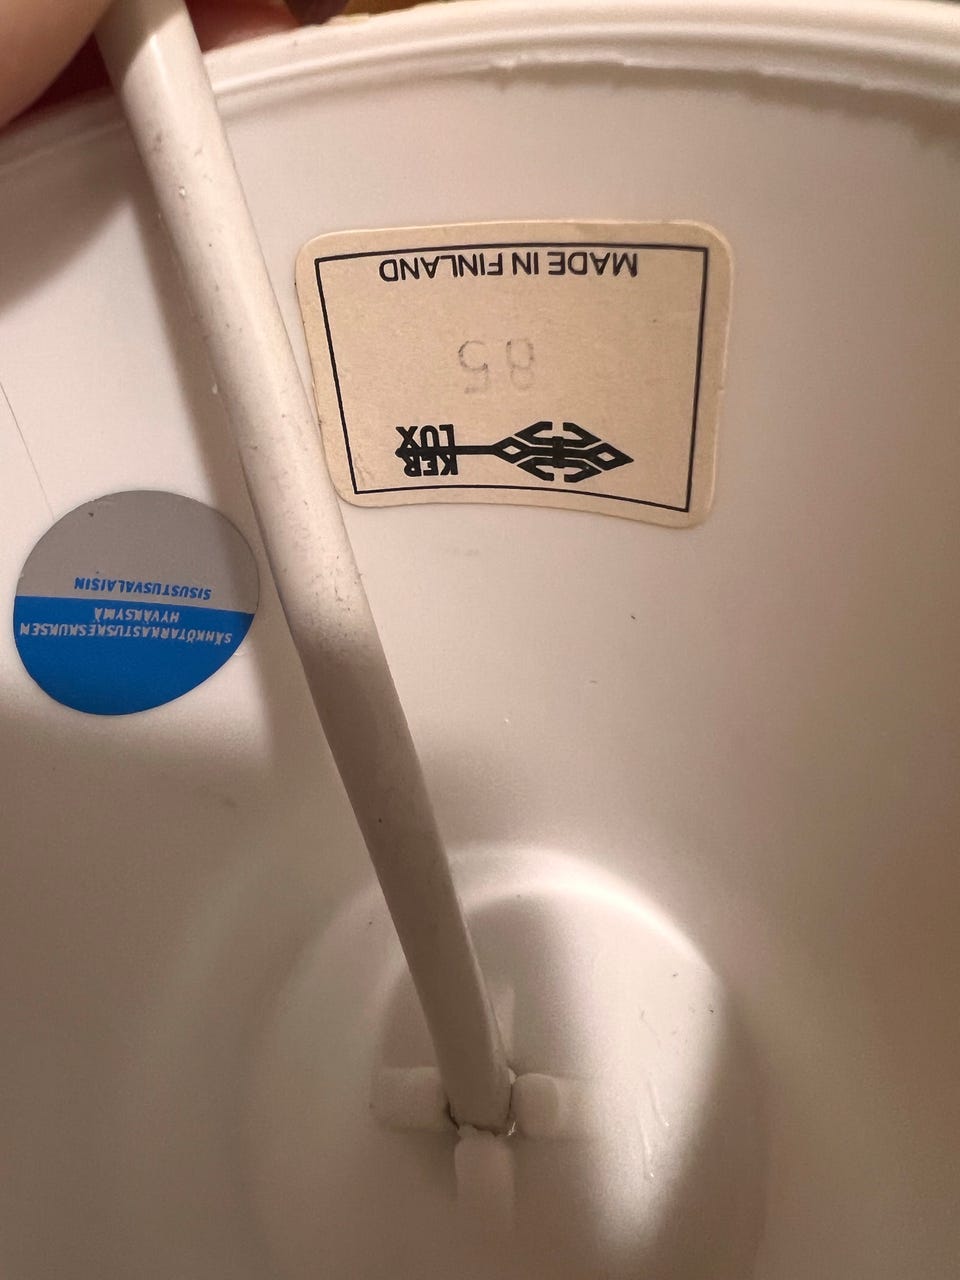 KER
LUX
85
MADE IN FINLAND
SÄHKÖTARKASTUSKESKUKSEN
HYVÄKSYMÄ
SISUSTUSVALAISIN